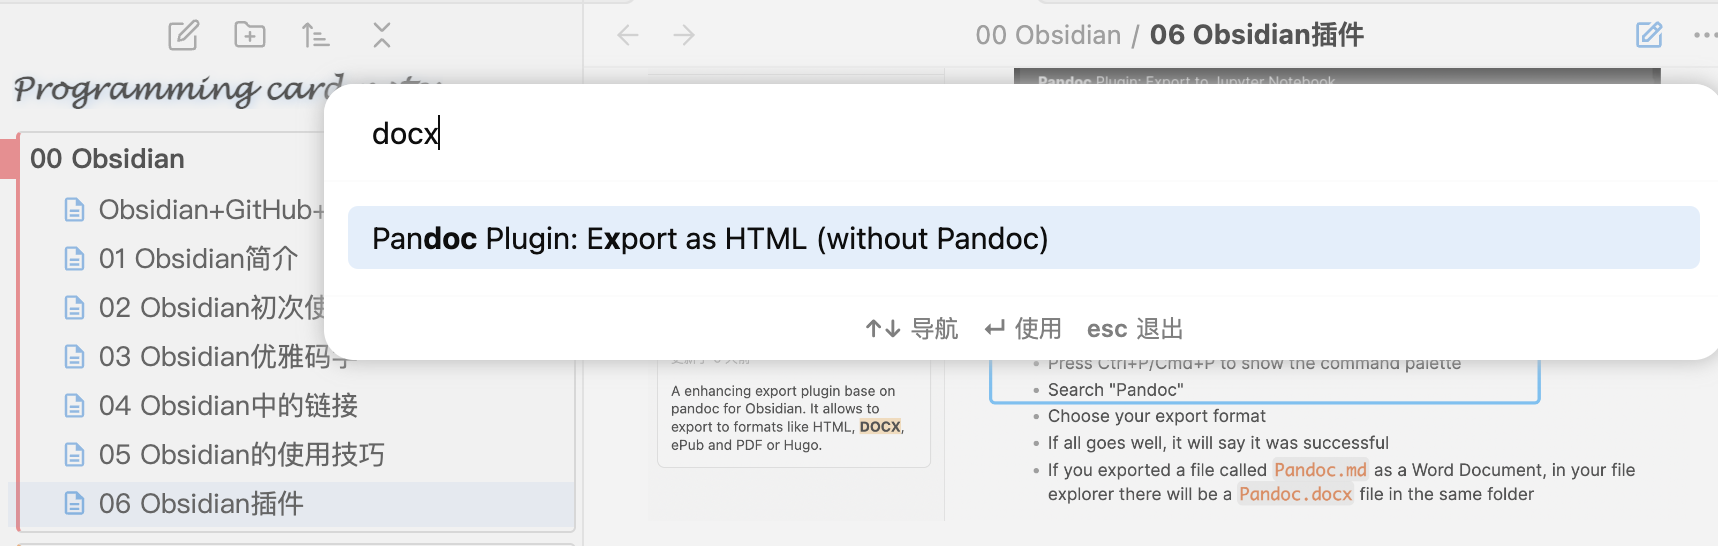 00 Obsidian / 06 Obsidian插件
Programming card
Pandoc Plugin: Export to Jupyter Notebook
docx
00 Obsidian
Obsidian+GitHub+
Pandoc Plugin: Export as HTML (without Pandoc)
01 Obsidian简介
02 Obsidian初次使
↑↓ 导航 ↵ 使用 esc 退出
03 Obsidian优雅码字
04 Obsidian中的链接
05 Obsidian的使用技巧
06 Obsidian插件
A enhancing export plugin base on
pandoc for Obsidian. It allows to
export to formats like HTML, DOCX,
ePub and PDF or Hugo.
• Press Ctrl+P/Cmd+P to show the command palette
• Search "Pandoc"
• Choose your export format
• If all goes well, it will say it was successful
• If you exported a file called Pandoc.md as a Word Document, in your file
explorer there will be a Pandoc.docx file in the same folder